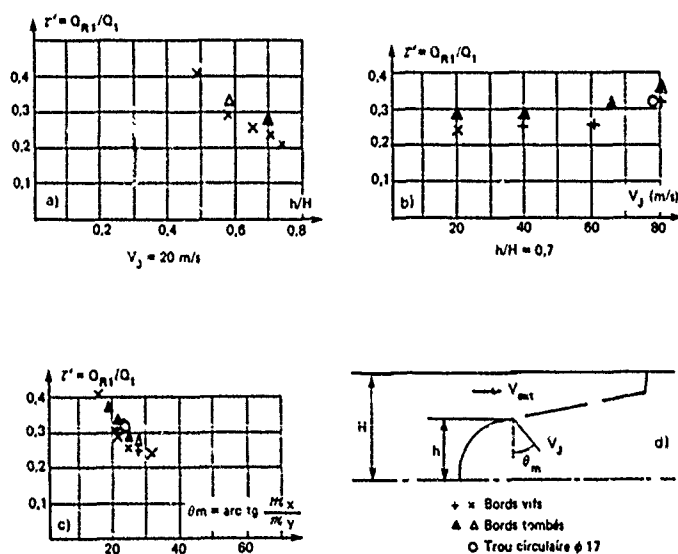 τ' = Q_R1/Q_1
0,4
0,3
0,2
0,1
a)
h/H
0,2
0,4
0,6
0,8
V_J = 20 m/s
τ' = Q_R1/Q_1
0,4
0,3
0,2
0,1
b)
V_J (m/s)
20
40
60
80
h/H = 0,7
τ' = Q_R1/Q_1
0,4
0,3
0,2
0,1
c)
θm = arc tg ṁ_x / ṁ_y
20
40
60
H
h
V_ext
V_J
θ_m
d)
+ × Bords vifs
▲ △ Bords tombés
○ Trou circulaire ϕ 17